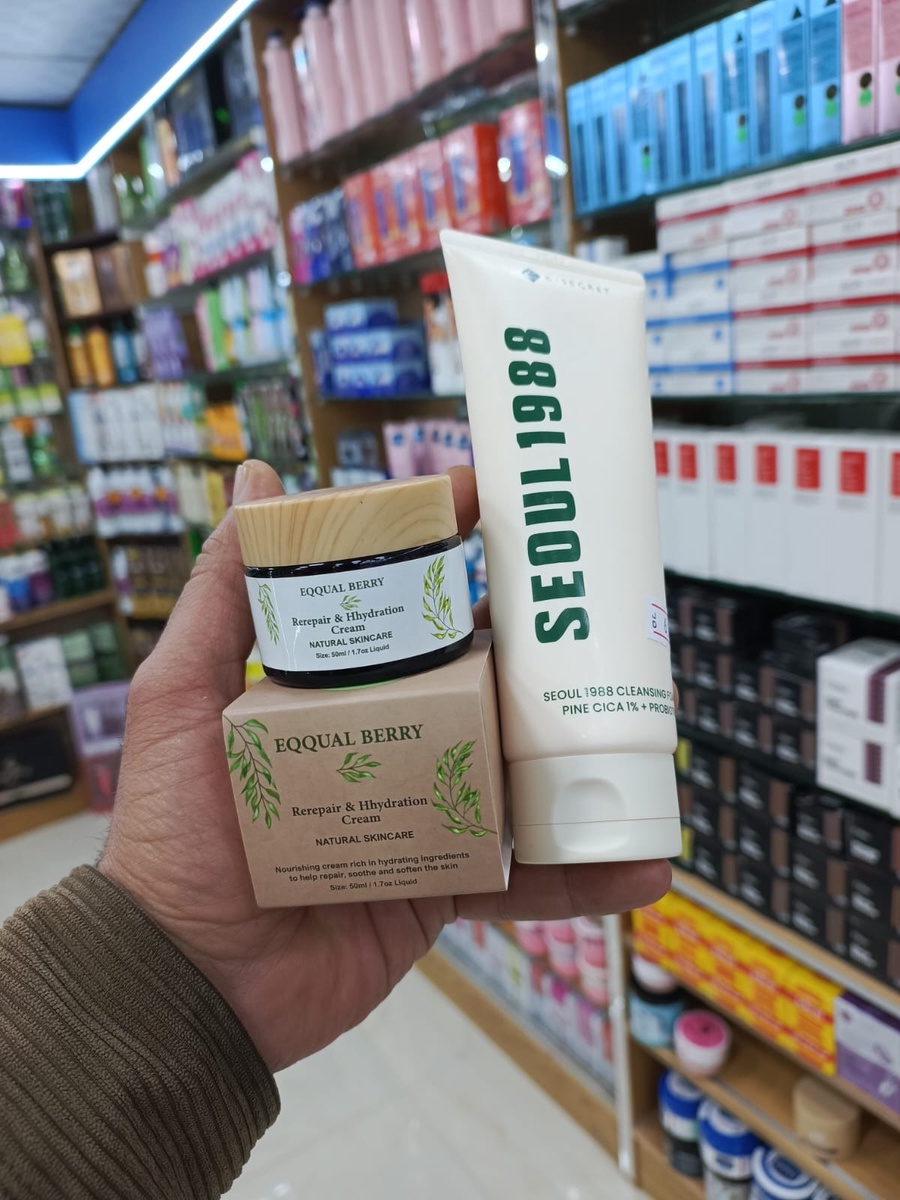 EQQUAL BERRY
Rerepair & Hhydration
Cream
NATURAL SKINCARE
Size: 50ml / 1.7oz Liquid
EQQUAL BERRY
Rerepair & Hhydration
Cream
NATURAL SKINCARE
Nourishing cream rich in hydrating ingredients
to help repair, soothe and soften the skin
Size: 50ml / 1.7oz Liquid
SECRET
SEOUL1988
SEOUL 1988 CLEANSING
PINE CICA 1% +